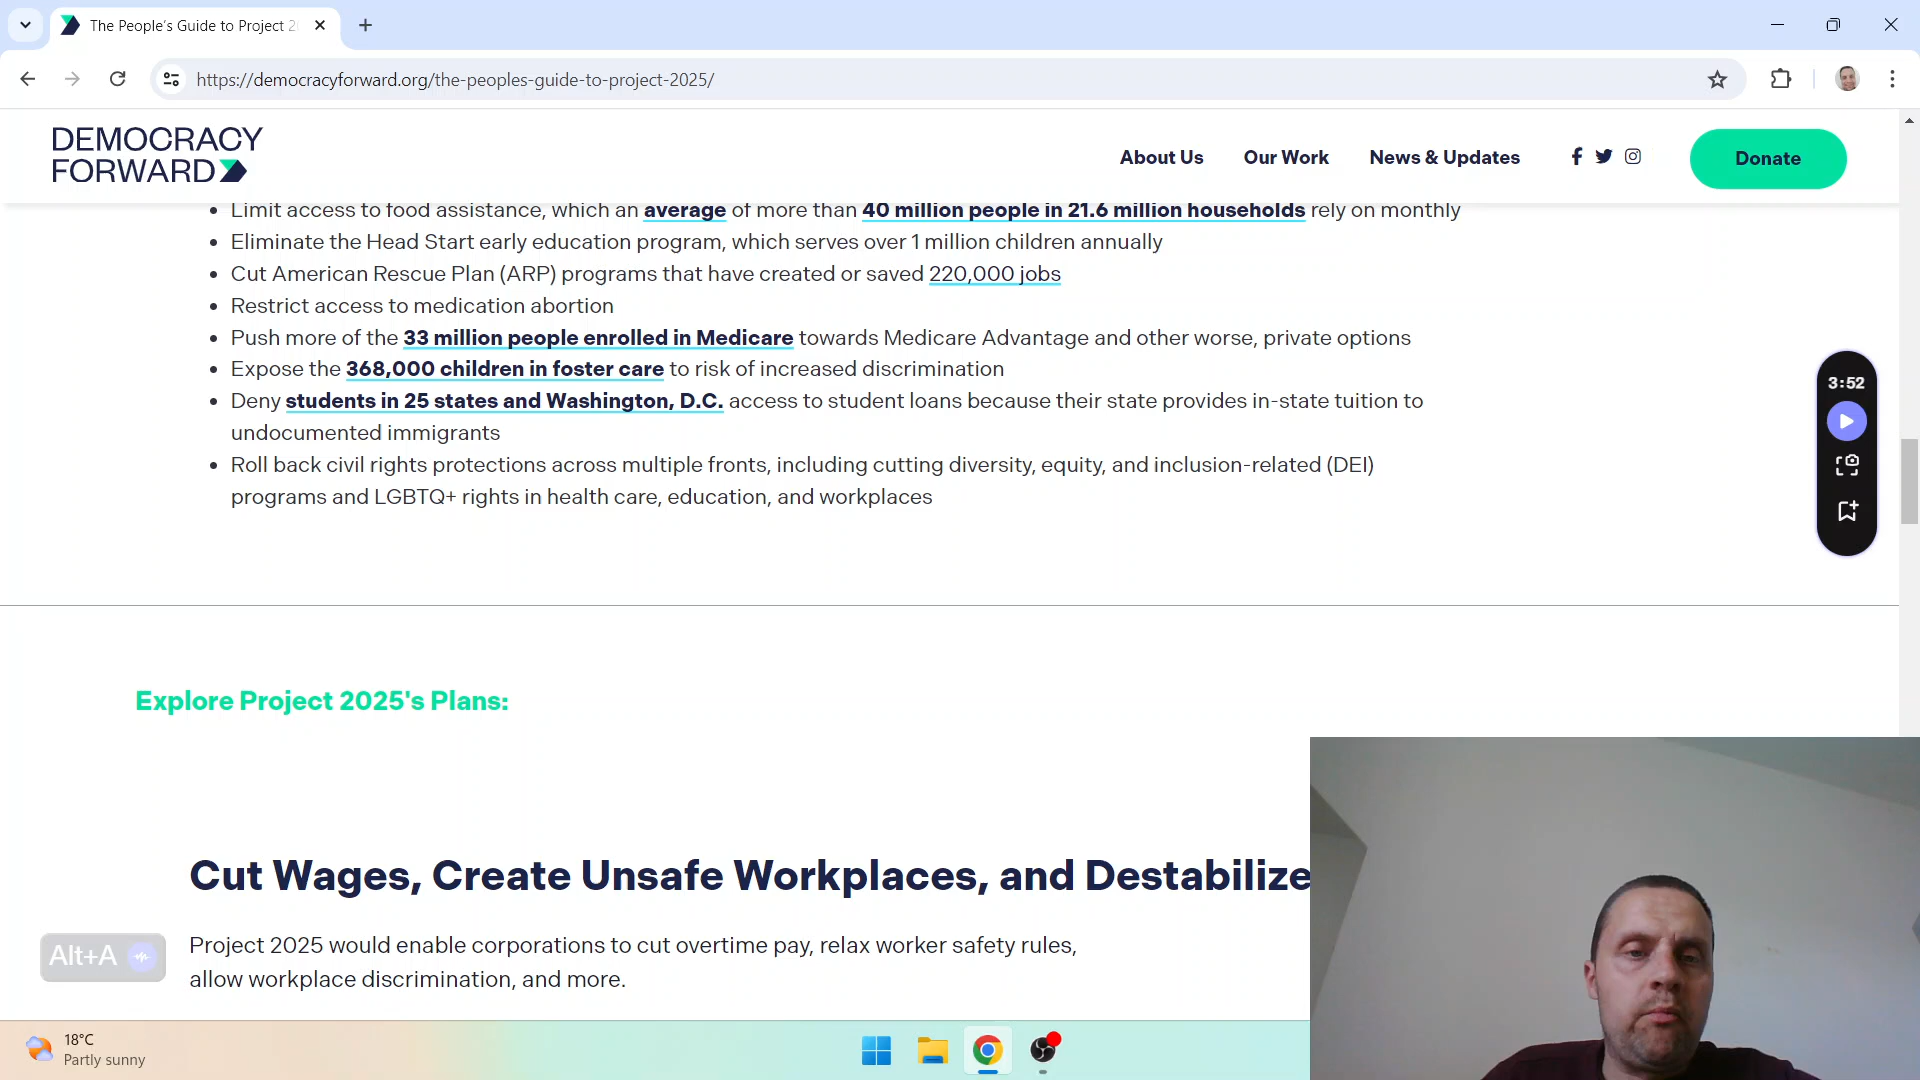 The People's Guide to Project 2
https://democracyforward.org/the-peoples-guide-to-project-2025/
DEMOCRACY
FORWARD
About Us
Our Work
News & Updates
Donate
• Limit access to food assistance, which an average of more than 40 million people in 21.6 million households rely on monthly
• Eliminate the Head Start early education program, which serves over 1 million children annually
• Cut American Rescue Plan (ARP) programs that have created or saved 220,000 jobs
• Restrict access to medication abortion
• Push more of the 33 million people enrolled in Medicare towards Medicare Advantage and other worse, private options
• Expose the 368,000 children in foster care to risk of increased discrimination
• Deny students in 25 states and Washington, D.C. access to student loans because their state provides in-state tuition to
undocumented immigrants
• Roll back civil rights protections across multiple fronts, including cutting diversity, equity, and inclusion-related (DEI)
programs and LGBTQ+ rights in health care, education, and workplaces
3:52
Explore Project 2025's Plans:
Cut Wages, Create Unsafe Workplaces, and Destabilize
Alt+A
Project 2025 would enable corporations to cut overtime pay, relax worker safety rules,
allow workplace discrimination, and more.
18°C
Partly sunny